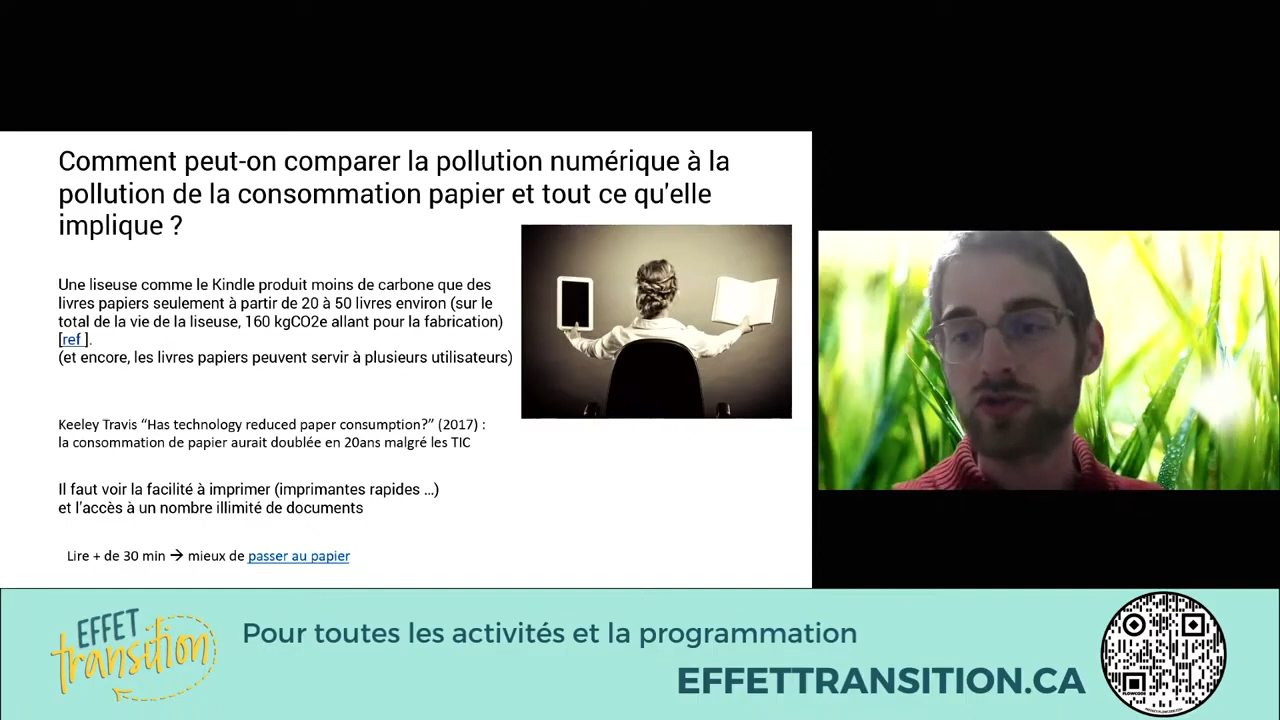 Comment peut-on comparer la pollution numérique à la
pollution de la consommation papier et tout ce qu'elle
implique ?
Une liseuse comme le Kindle produit moins de carbone que des
livres papiers seulement à partir de 20 à 50 livres environ (sur le
total de la vie de la liseuse, 160 kgCO2e allant pour la fabrication)
[ref ].
(et encore, les livres papiers peuvent servir à plusieurs utilisateurs)
Keeley Travis “Has technology reduced paper consumption?” (2017) :
la consommation de papier aurait doublée en 20ans malgré les TIC
Il faut voir la facilité à imprimer (imprimantes rapides …)
et l’accès à un nombre illimité de documents
Lire + de 30 min → mieux de passer au papier
EFFET
transition
Pour toutes les activités et la programmation
EFFETTRANSITION.CA
FLOWCODE